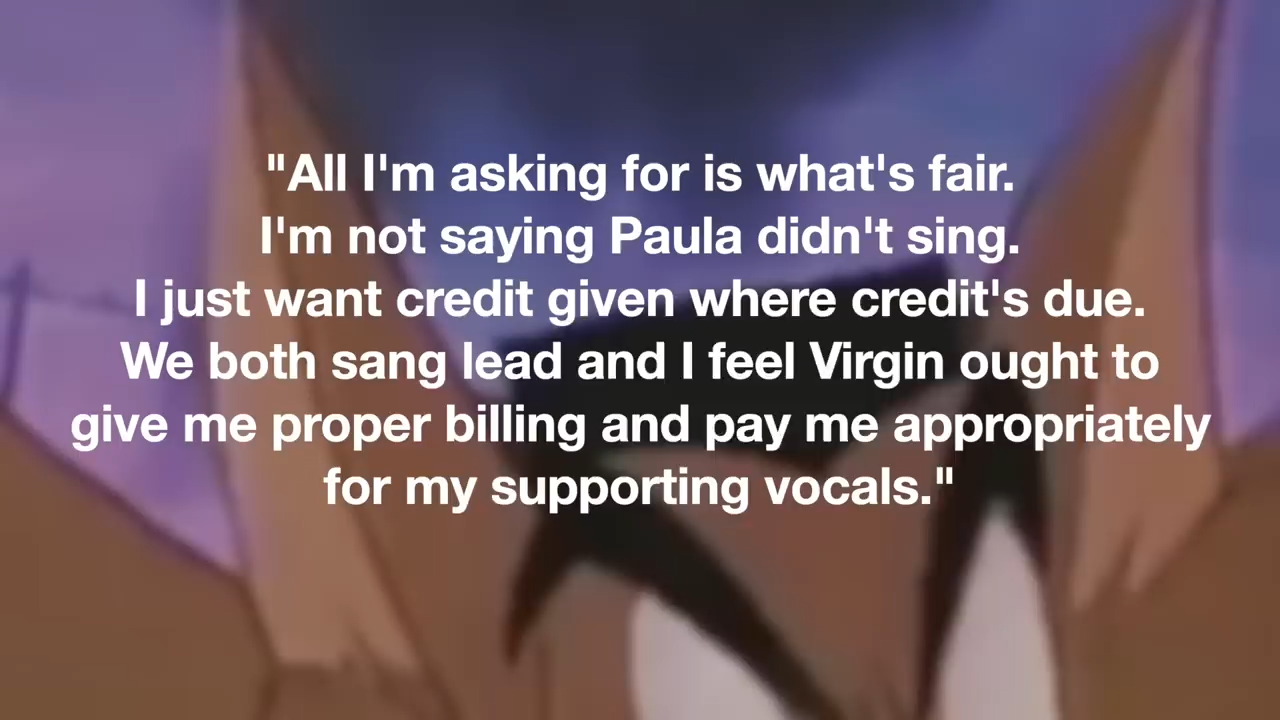 "All I'm asking for is what's fair.
I'm not saying Paula didn't sing.
I just want credit given where credit's due.
We both sang lead and I feel Virgin ought to
give me proper billing and pay me appropriately
for my supporting vocals."